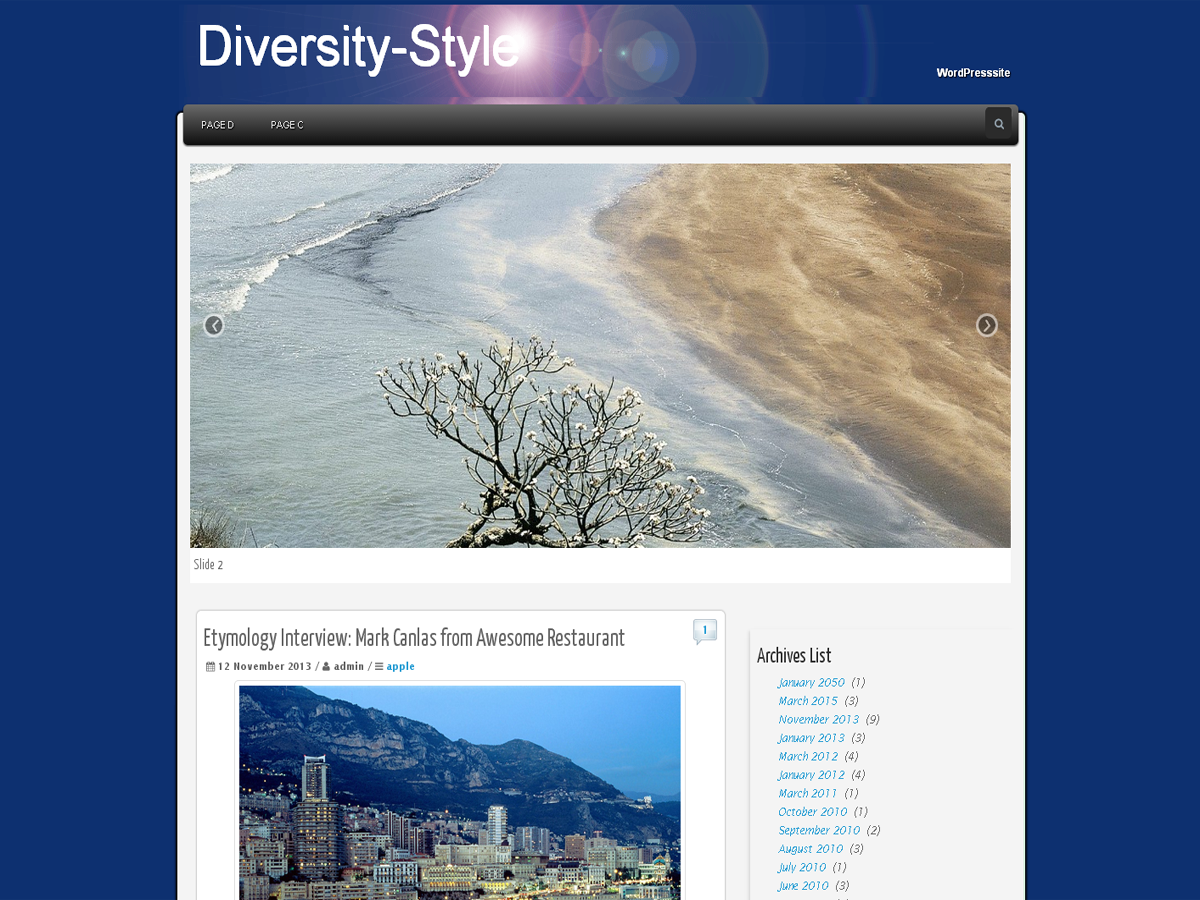 Diversity-Style
WordPresssite
PAGE D
PAGE C
Slide 2
Etymology Interview: Mark Canlas from Awesome Restaurant
1
12 November 2013 / admin / apple
Archives List
January 2050 (1)
March 2015 (3)
November 2013 (9)
January 2013 (3)
March 2012 (4)
January 2012 (4)
March 2011 (1)
October 2010 (1)
September 2010 (2)
August 2010 (3)
July 2010 (1)
June 2010 (3)